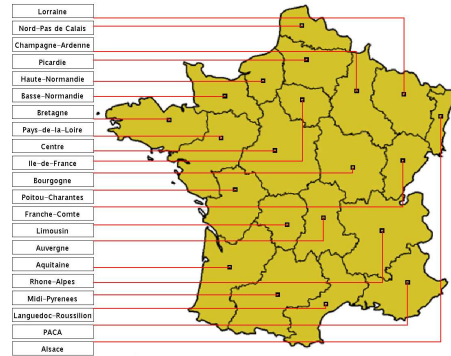 Lorraine
Nord-Pas de Calais
Champagne-Ardenne
Picardie
Haute-Normandie
Basse-Normandie
Bretagne
Pays-de-la-Loire
Centre
Ile-de-France
Bourgogne
Poitou-Charantes
Franche-Comte
Limousin
Auvergne
Aquitaine
Rhone-Alpes
Midi-Pyrenees
Languedoc-Roussilion
PACA
Alsace